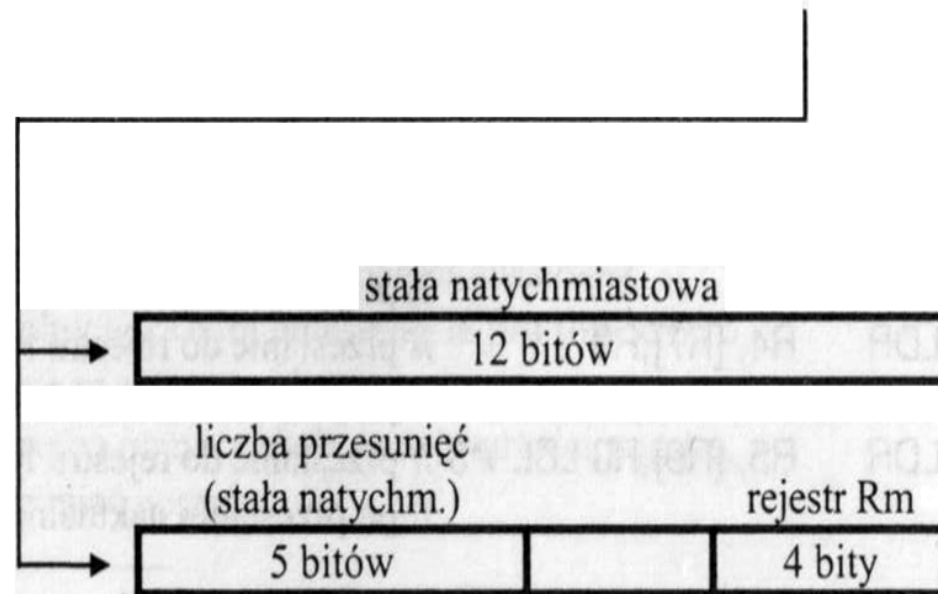 stała natychmiastowa
12 bitów
liczba przesunięć
(stała natychm.)
rejestr Rm
5 bitów
4 bity